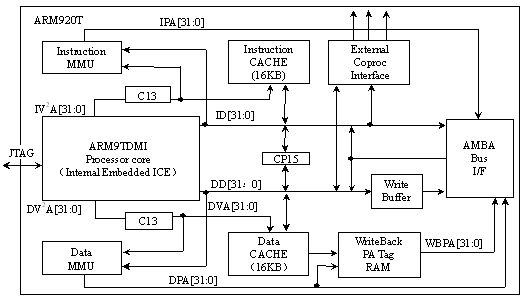 ARM920T
IPA[31:0]
Instruction
MMU
Instruction
CACHE
(16KB)
External
Coproc
Interface
C13
IV²A[31:0]
ID[31:0]
ARM9TDMI
Processor core
（Internal Embedded ICE）
JTAG
CP15
AMBA
Bus
I/F
DD[31：0]
Write
Buffer
DV²A[31:0]
DVA[31:0]
C13
Data
MMU
Data
CACHE
(16KB)
WriteBack
PA Tag
RAM
WBPA[31:0]
DPA[31:0]